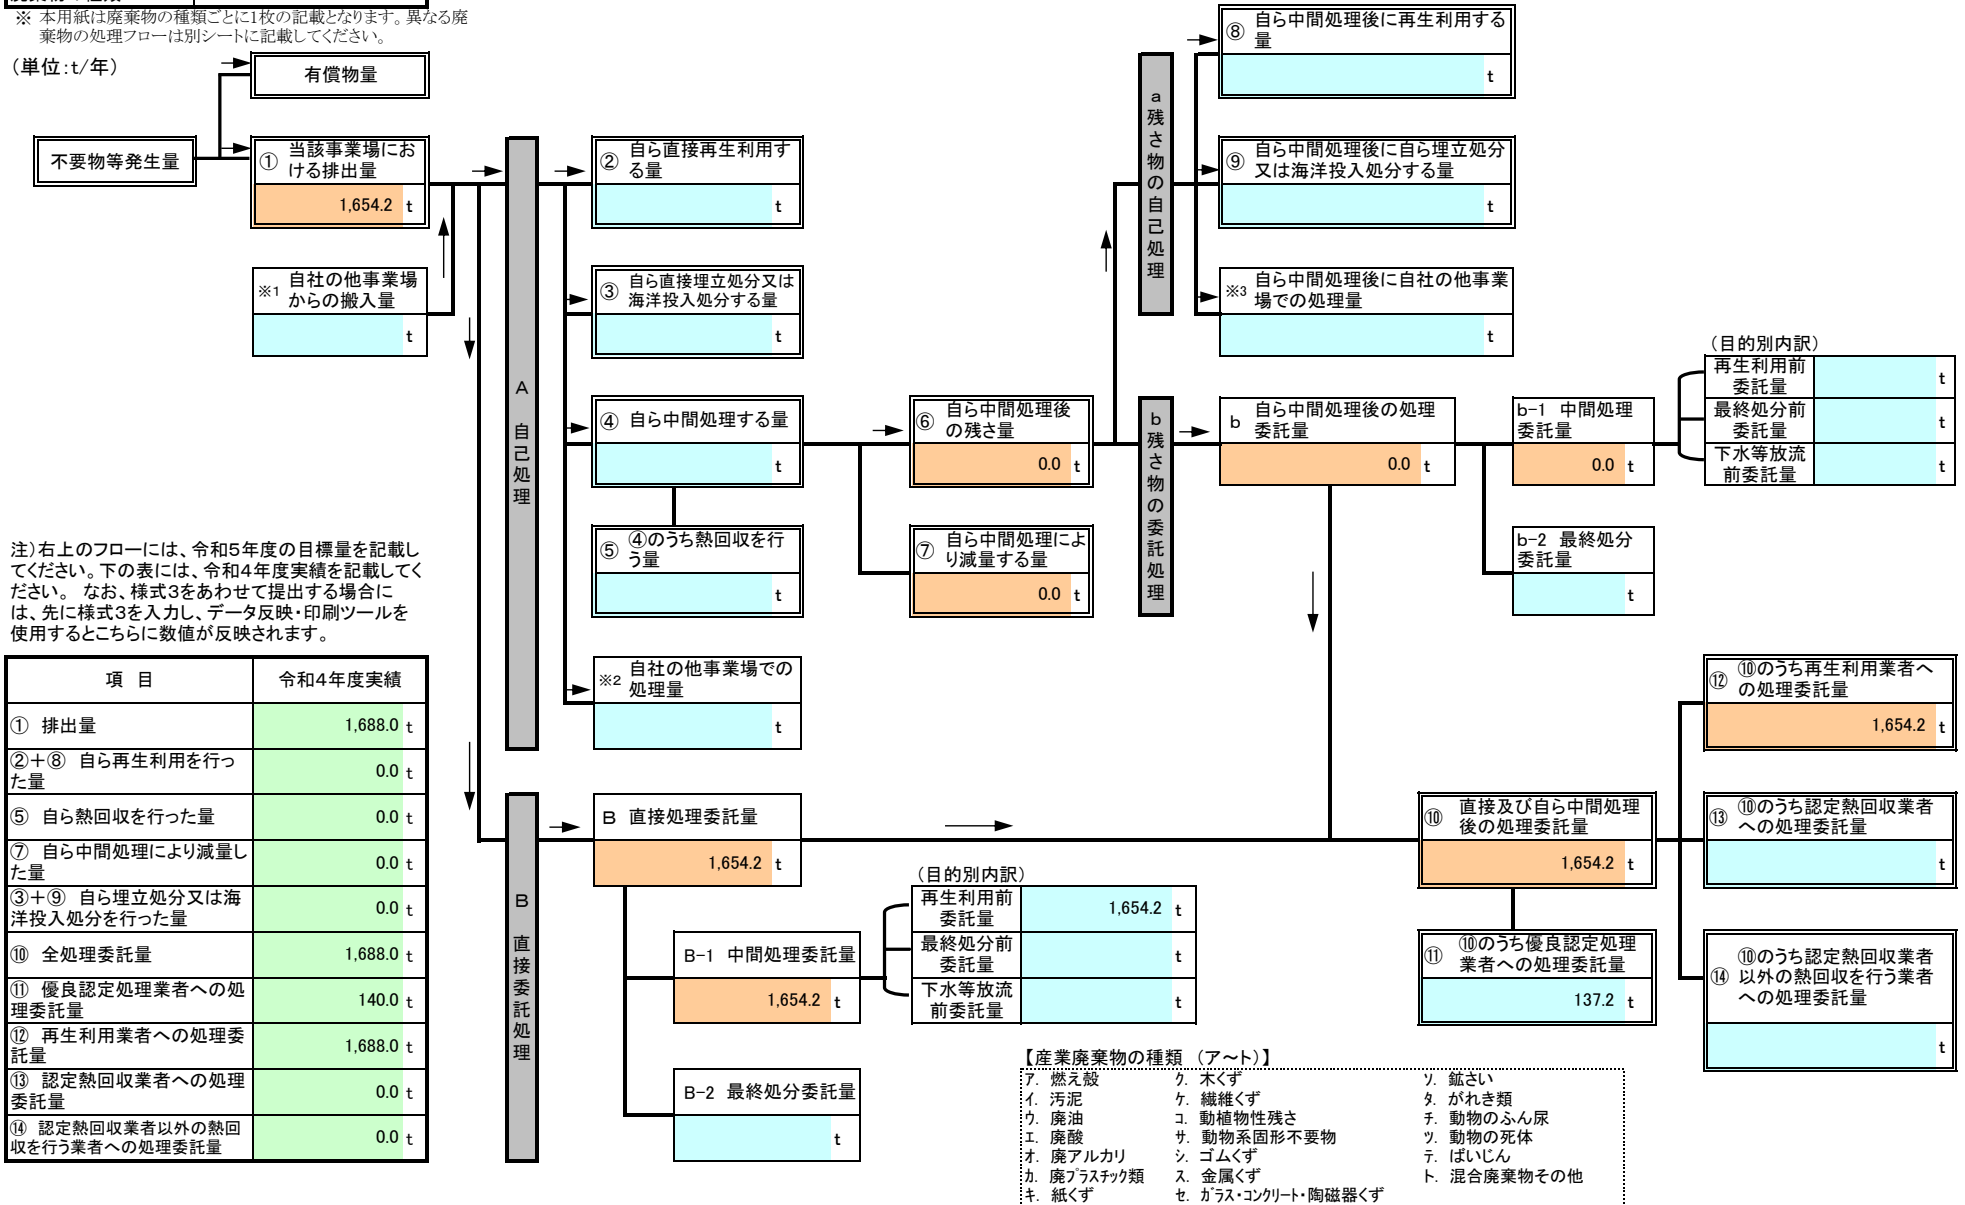 ※ 本用紙は廃棄物の種類ごとに1枚の記載となります。異なる廃
棄物の処理フローは別シートに記載してください。
(単位:t/年)
有償物量
不要物等発生量
① 当該事業場にお
ける排出量
1,654.2 t
※1 自社の他事業場
からの搬入量
t
A 自己処理
② 自ら直接再生利用す
る量
t
③ 自ら直接埋立処分又は
海洋投入処分する量
t
④ 自ら中間処理する量
t
⑤ ④のうち熱回収を行
う量
t
※2 自社の他事業場での
処理量
t
⑥ 自ら中間処理後
の残さ量
0.0 t
⑦ 自ら中間処理によ
り減量する量
0.0 t
a 残さ物の自己処理
⑧ 自ら中間処理後に再生利用する
量
t
⑨ 自ら中間処理後に自ら埋立処分
又は海洋投入処分する量
t
※3 自ら中間処理後に自社の他事業
場での処理量
t
b 残さ物の委託処理
b 自ら中間処理後の処理
委託量
0.0 t
b-1 中間処理
委託量
0.0 t
(目的別内訳)
再生利用前
委託量
t
最終処分前
委託量
t
下水等放流
前委託量
t
b-2 最終処分
委託量
t
注)右上のフローには、令和5年度の目標量を記載し
てください。下の表には、令和4年度実績を記載してく
ださい。 なお、様式3をあわせて提出する場合に
は、先に様式3を入力し、データ反映・印刷ツールを
使用するとこちらに数値が反映されます。
項 目 令和4年度実績
① 排出量 1,688.0 t
②+⑧ 自ら再生利用を行っ
た量 0.0 t
⑤ 自ら熱回収を行った量 0.0 t
⑦ 自ら中間処理により減量し
た量 0.0 t
③+⑨ 自ら埋立処分又は海
洋投入処分を行った量 0.0 t
⑩ 全処理委託量 1,688.0 t
⑪ 優良認定処理業者への処
理委託量 140.0 t
⑫ 再生利用業者への処理委
託量 1,688.0 t
⑬ 認定熱回収業者への処理
委託量 0.0 t
⑭ 認定熱回収業者以外の熱回
収を行う業者への処理委託量 0.0 t
B 直接委託処理
B 直接処理委託量
1,654.2 t
B-1 中間処理委託量
1,654.2 t
B-2 最終処分委託量
t
(目的別内訳)
再生利用前
委託量
1,654.2 t
最終処分前
委託量
t
下水等放流
前委託量
t
⑩ 直接及び自ら中間処理
後の処理委託量
1,654.2 t
⑪ ⑩のうち優良認定処理
業者への処理委託量
137.2 t
⑫ ⑩のうち再生利用業者へ
の処理委託量
1,654.2 t
⑬ ⑩のうち認定熱回収業者
への処理委託量
t
⑭ ⑩のうち認定熱回収業者
以外の熱回収を行う業者
への処理委託量
t
【産業廃棄物の種類 (ア~ト)】
ア. 燃え殻 ク. 木くず ソ. 鉱さい
イ. 汚泥 ケ. 繊維くず タ. がれき類
ウ. 廃油 コ. 動植物性残さ チ. 動物のふん尿
エ. 廃酸 サ. 動物系固形不要物 ツ. 動物の死体
オ. 廃アルカリ シ. ゴムくず テ. ばいじん
カ. 廃プラスチック類 ス. 金属くず ト. 混合廃棄物その他
キ. 紙くず セ. ガラス・コンクリート・陶磁器くず